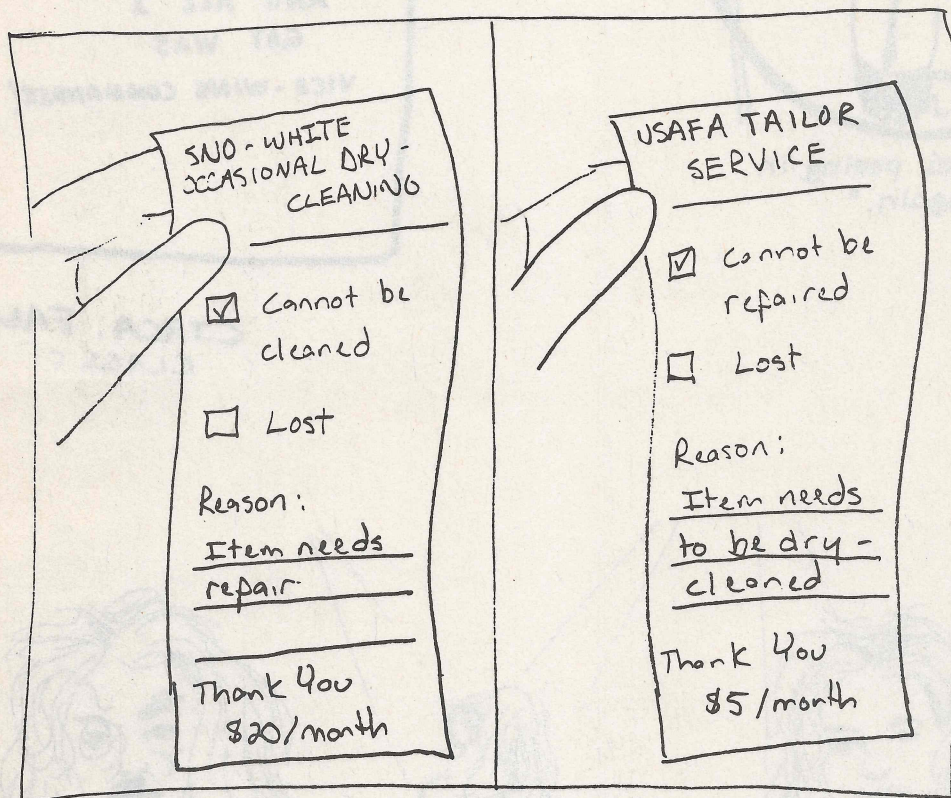 SNO-WHITE
OCCASIONAL DRY-
CLEANING
Cannot be
cleaned
Lost
Reason:
Item needs
repair
Thank You
$20/month
USAFA TAILOR
SERVICE
Cannot be
repaired
Lost
Reason:
Item needs
to be dry-
cleaned
Thank You
$5/month